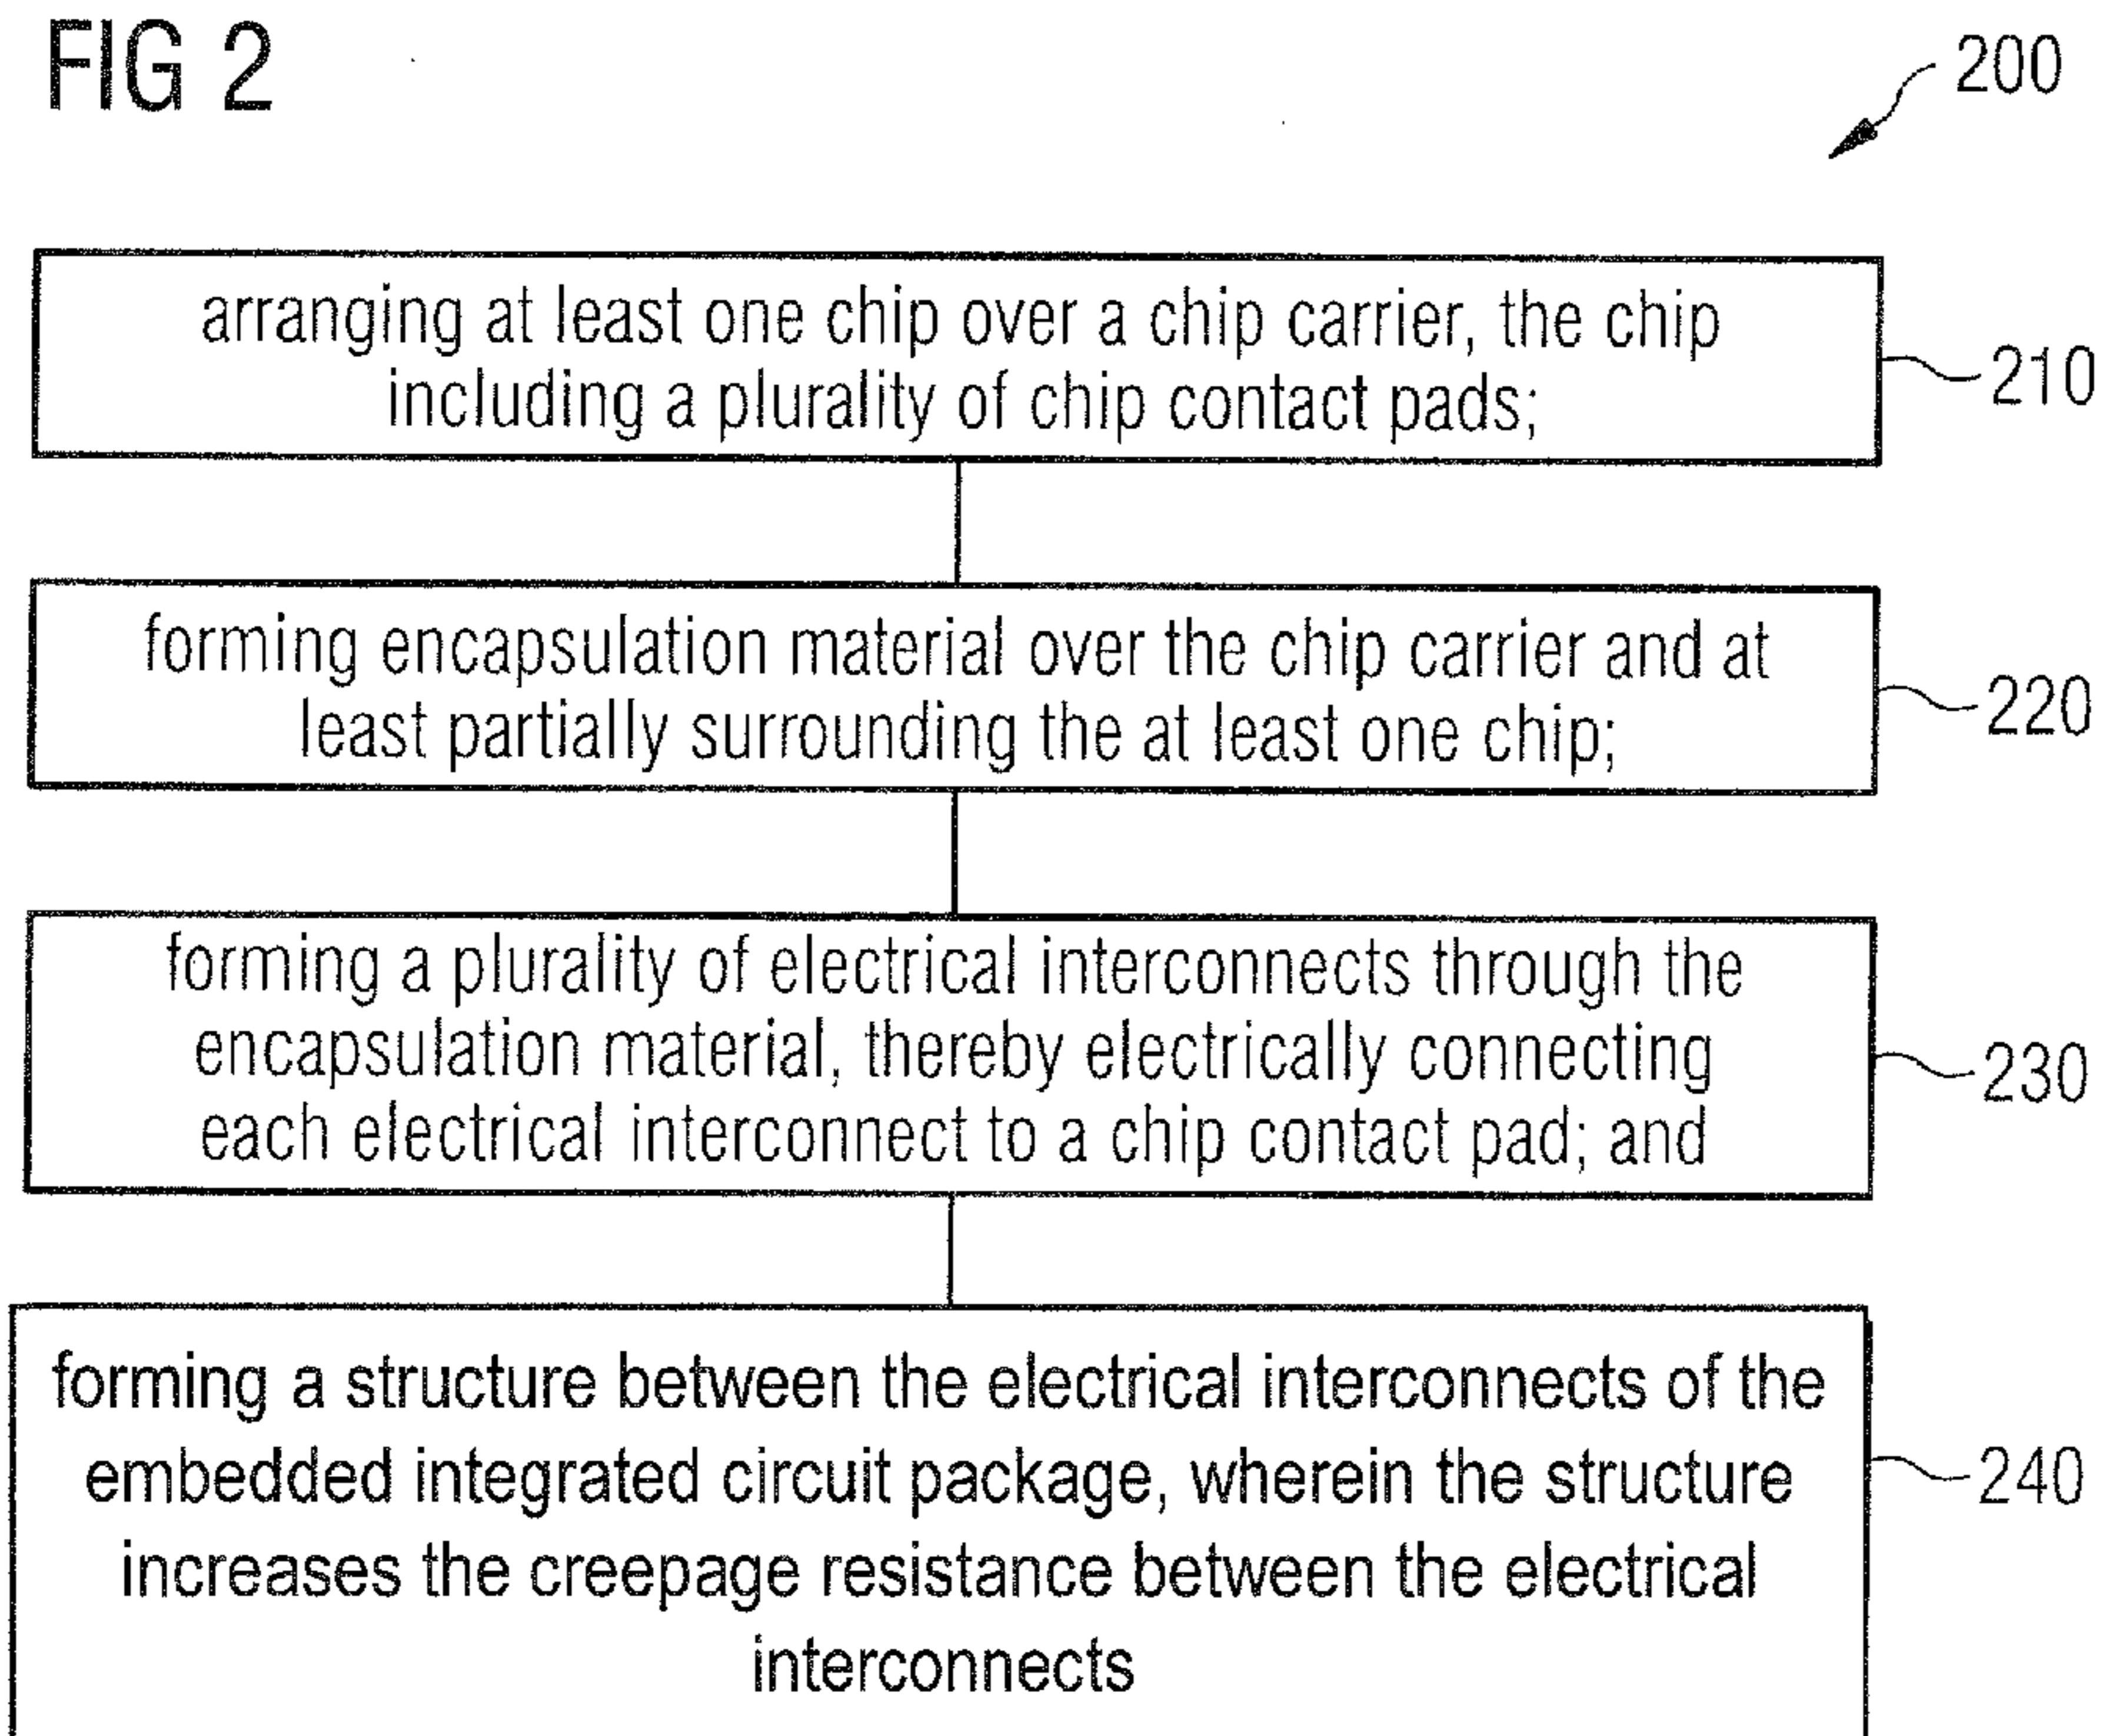 FIG 2
200
arranging at least one chip over a chip carrier, the chip
including a plurality of chip contact pads;
210
forming encapsulation material over the chip carrier and at
least partially surrounding the at least one chip;
220
forming a plurality of electrical interconnects through the
encapsulation material, thereby electrically connecting
each electrical interconnect to a chip contact pad; and
230
forming a structure between the electrical interconnects of the
embedded integrated circuit package, wherein the structure
increases the creepage resistance between the electrical
interconnects
240